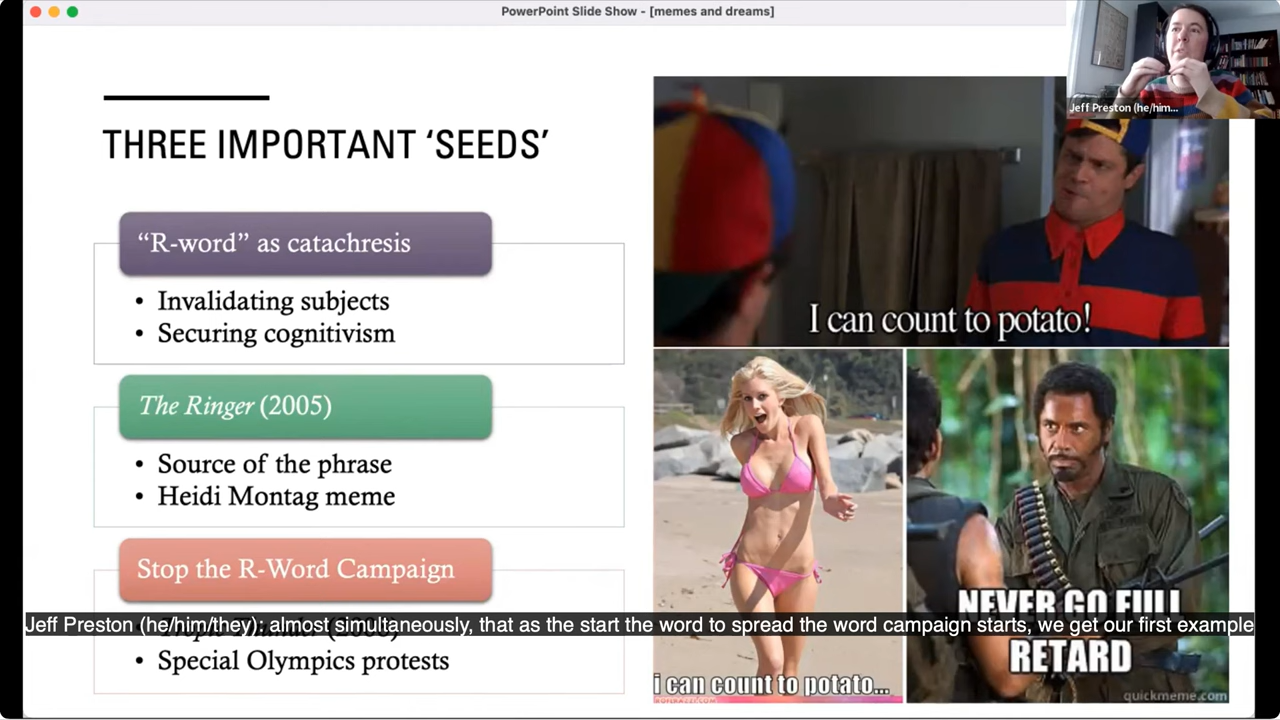 PowerPoint Slide Show - [memes and dreams]
Jeff Preston (he/him...
THREE IMPORTANT ‘SEEDS’
“R-word” as catachresis
• Invalidating subjects
• Securing cognitivism
The Ringer (2005)
• Source of the phrase
• Heidi Montag meme
Stop the R-Word Campaign
Jeff Preston (he/him/they): almost simultaneously, that as the start the word to spread the word campaign starts, we get our first example
• Special Olympics protests
I can count to potato!
i can count to potato...
NEVER GO FULL
RETARD
quickmeme.com